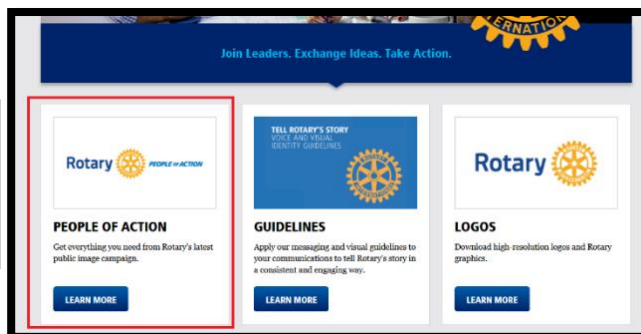 ERNATION
Join Leaders. Exchange Ideas. Take Action.
Rotary
PEOPLE of ACTION
PEOPLE OF ACTION
Get everything you need from Rotary's latest
public image campaign.
LEARN MORE
TELL ROTARY'S STORY
VOICE AND VISUAL
IDENTITY GUIDELINES
GUIDELINES
Apply our messaging and visual guidelines to
your communications to tell Rotary's story in
a consistent and engaging way.
LEARN MORE
Rotary
LOGOS
Download high-resolution logos and Rotary
graphics.
LEARN MORE